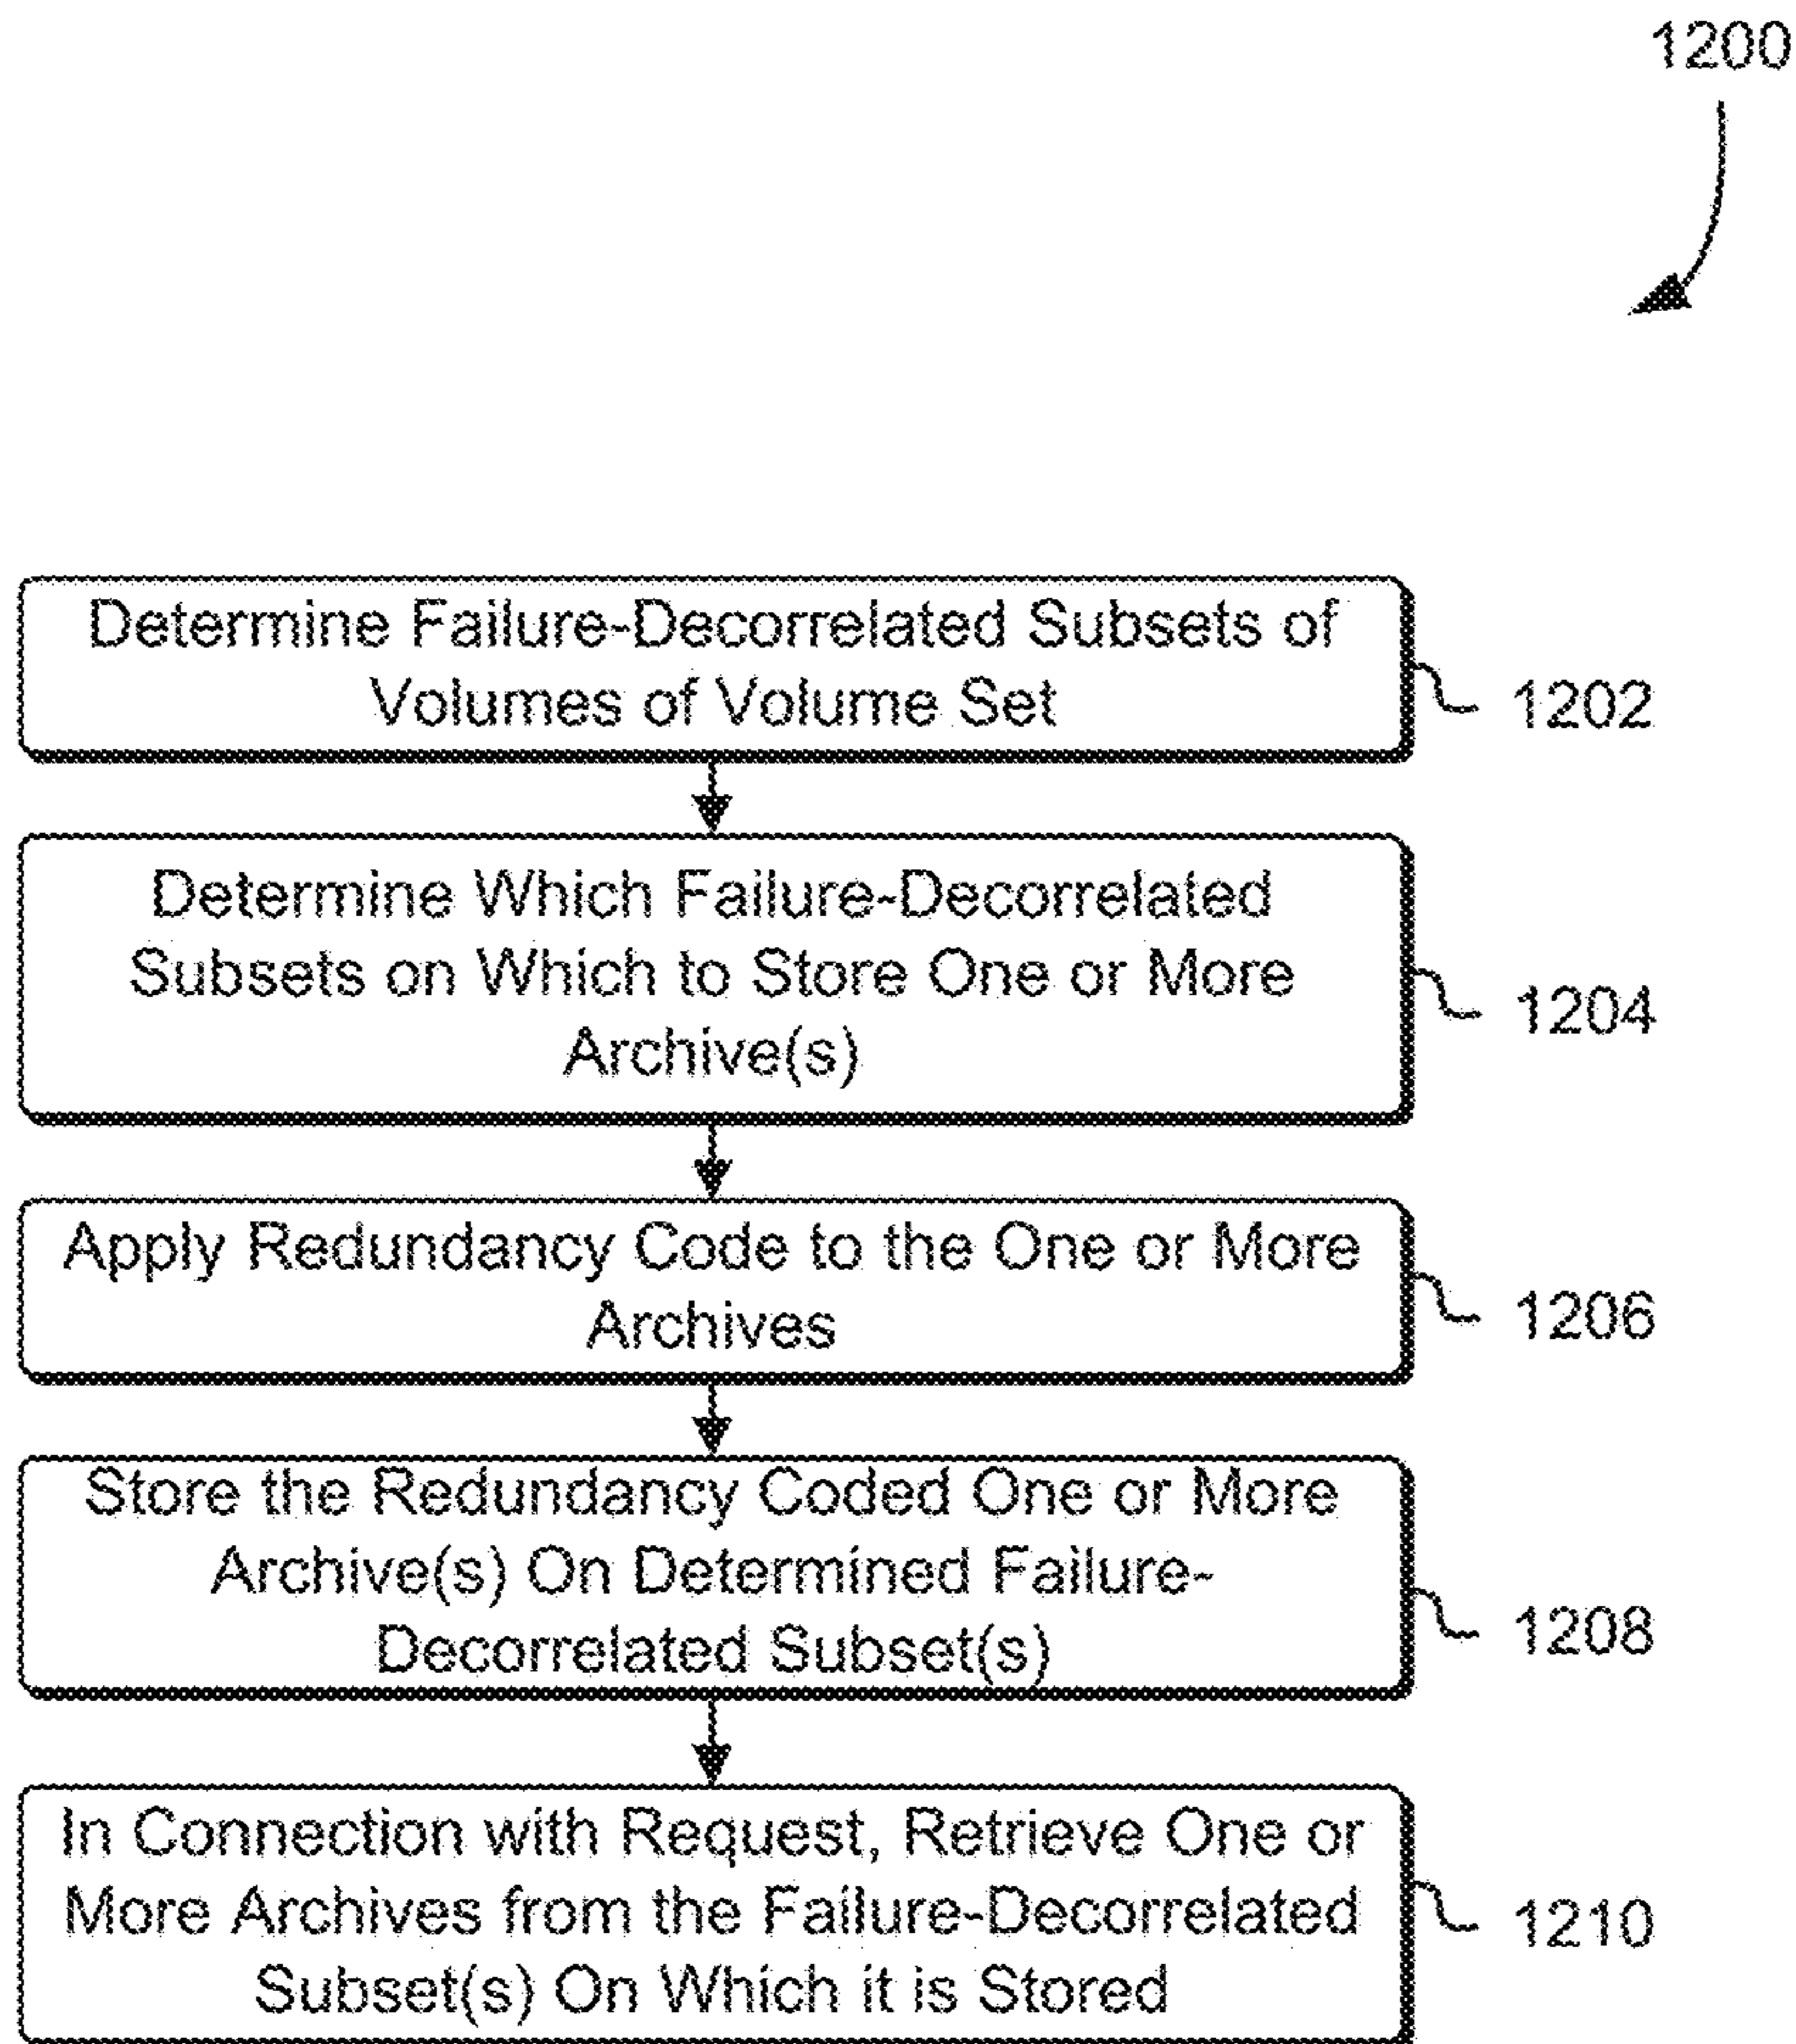 1200
Determine Failure-Decorrelated Subsets of
Volumes of Volume Set
1202
Determine Which Failure-Decorrelated
Subsets on Which to Store One or More
Archive(s)
1204
Apply Redundancy Code to the One or More
Archives
1206
Store the Redundancy Coded One or More
Archive(s) On Determined Failure-
Decorrelated Subset(s)
1208
In Connection with Request, Retrieve One or
More Archives from the Failure-Decorrelated
Subset(s) On Which it is Stored
1210